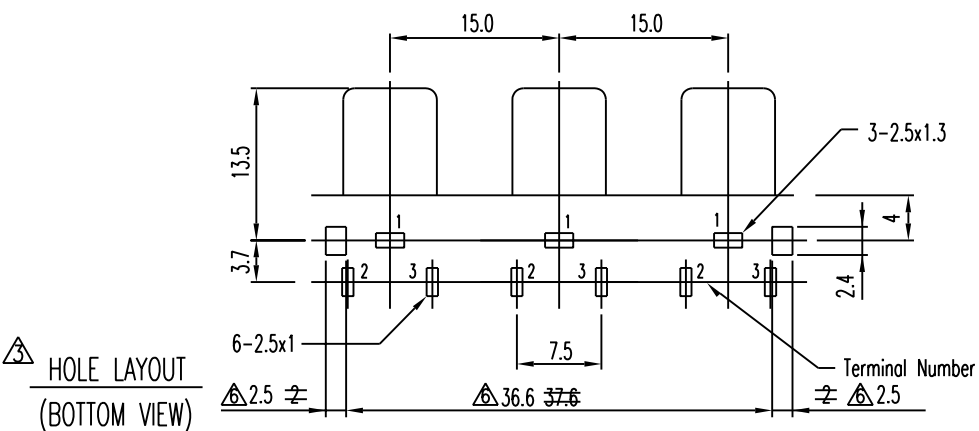 15.0 15.0
3-2.5x1.3
13.5
1 1 1
4
3.7
2 3 2 3 2 3
2.4
6-2.5x1
7.5
Terminal Number
3 HOLE LAYOUT
(BOTTOM VIEW)
6 2.5 2 6 36.6 37.6 2 6 2.5